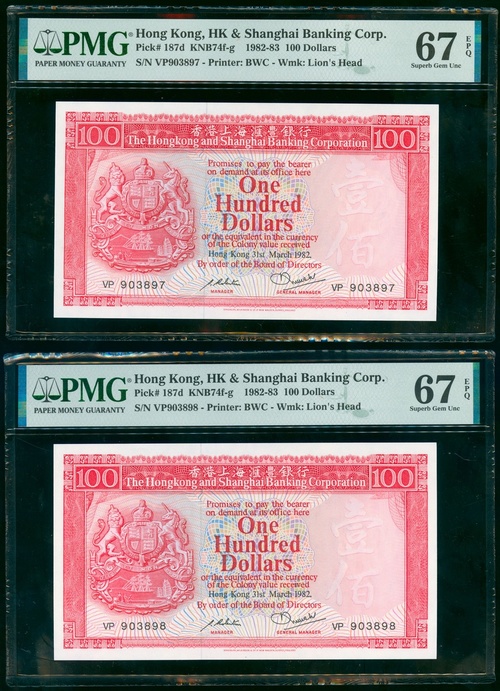 PMG
PAPER MONEY GUARANTY
Hong Kong, HK & Shanghai Banking Corp.
Pick# 187d KNB74f-g 1982-83 100 Dollars
S/N VP903897 - Printer: BWC - Wmk: Lion's Head
67 EPQ
Superb Gem Unc
100 香港上海滙豐銀行 100
The Hongkong and Shanghai Banking Corporation
Promises to pay the bearer
on demand at its office here
One
Hundred
Dollars
or the equivalent in the currency
of the Colony value received
Hong Kong 31st March 1982.
By order of the Board of Directors
壹佰
VP 903897 VP 903897
MANAGER GENERAL MANAGER
PMG
PAPER MONEY GUARANTY
Hong Kong, HK & Shanghai Banking Corp.
Pick# 187d KNB74f-g 1982-83 100 Dollars
S/N VP903898 - Printer: BWC - Wmk: Lion's Head
67 EPQ
Superb Gem Unc
100 香港上海滙豐銀行 100
The Hongkong and Shanghai Banking Corporation
Promises to pay the bearer
on demand at its office here
One
Hundred
Dollars
or the equivalent in the currency
of the Colony value received
Hong Kong 31st March 1982.
By order of the Board of Directors
壹佰
VP 903898 VP 903898
MANAGER GENERAL MANAGER